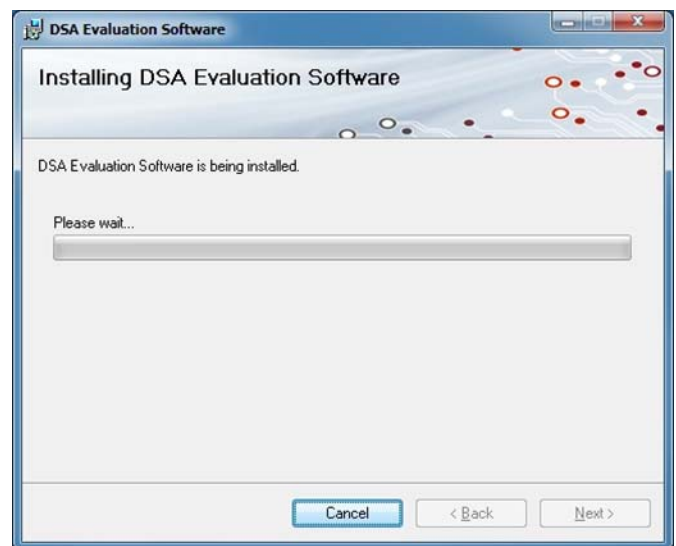 DSA Evaluation Software
Installing DSA Evaluation Software
DSA Evaluation Software is being installed.
Please wait...
Cancel
< Back
Next >